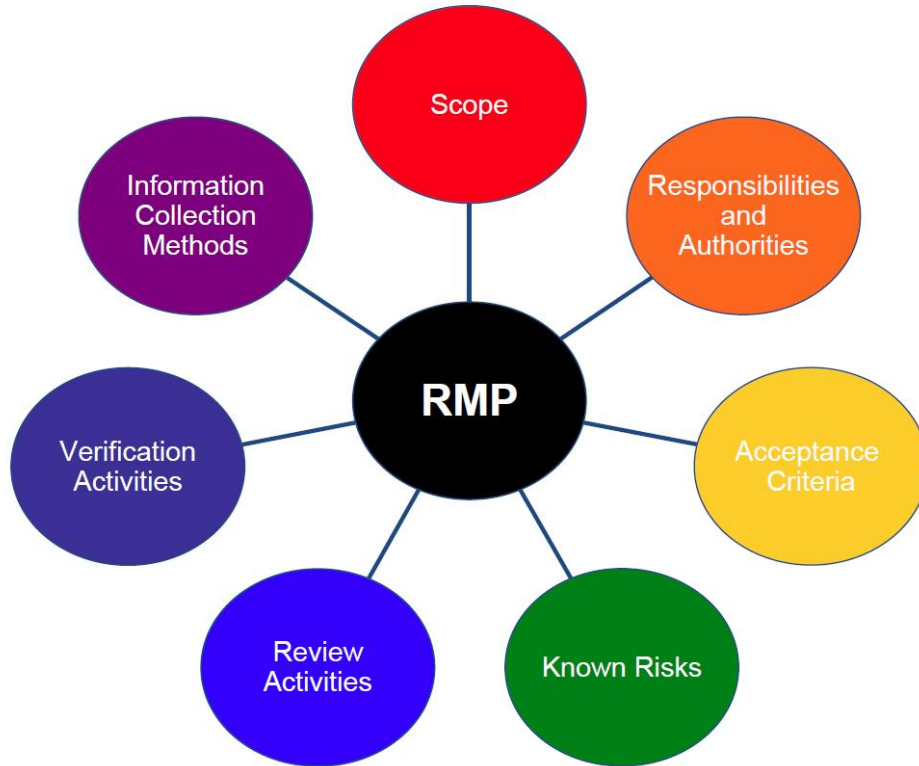 Scope
Responsibilities
and
Authorities
Acceptance
Criteria
Known Risks
Review
Activities
Verification
Activities
Information
Collection
Methods
RMP